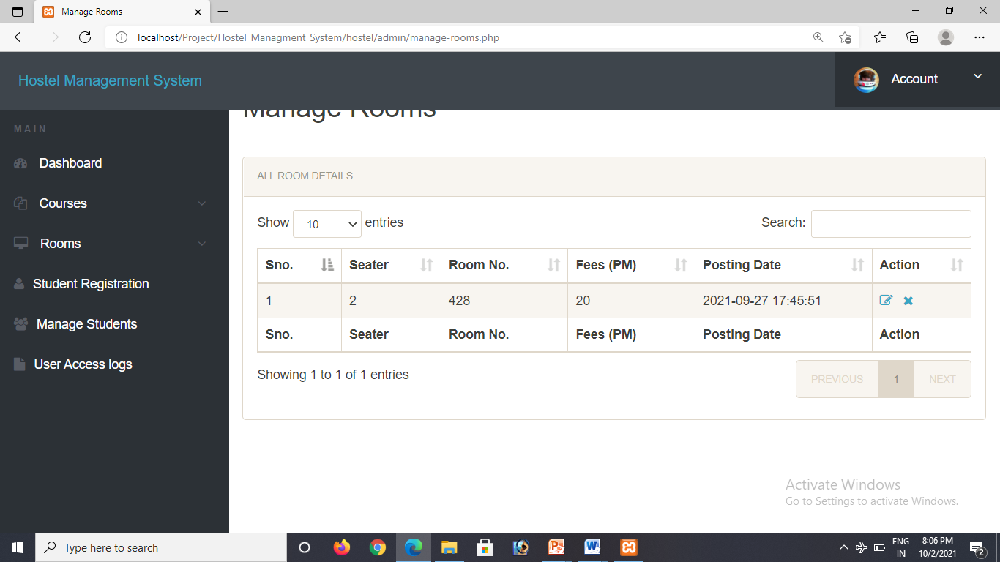 Manage Rooms
localhost/Project/Hostel_Managment_System/hostel/admin/manage-rooms.php
Hostel Management System
Account
MAIN
Dashboard
Courses
Rooms
Student Registration
Manage Students
User Access logs
Manage Rooms
ALL ROOM DETAILS
Show 10 entries Search:
Sno. Seater Room No. Fees (PM) Posting Date Action
1 2 428 20 2021-09-27 17:45:51
Sno. Seater Room No. Fees (PM) Posting Date Action
Showing 1 to 1 of 1 entries PREVIOUS 1 NEXT
Activate Windows
Go to Settings to activate Windows.
Type here to search
ENG 8:06 PM
IN 10/2/2021 2